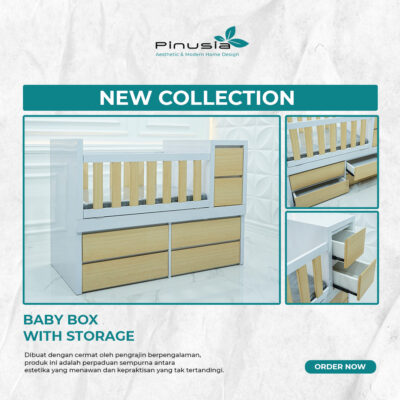 Pinusia
Aesthetic & Modern Home Design
NEW COLLECTION
BABY BOX
WITH STORAGE
Dibuat dengan cermat oleh pengrajin berpengalaman,
produk ini adalah perpaduan sempurna antara
estetika yang menawan dan kepraktisan yang tak tertandingi.
ORDER NOW